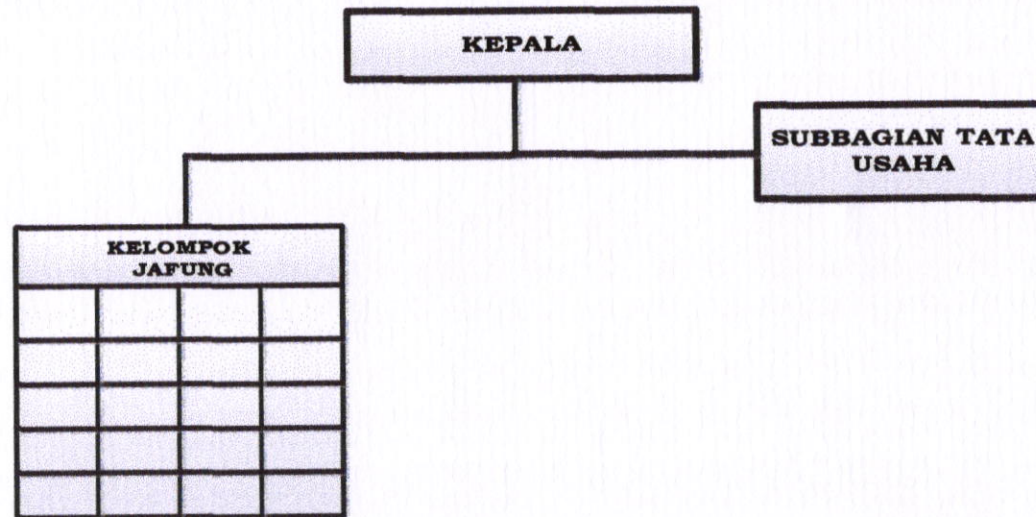 KEPALA
SUBBAGIAN TATA
USAHA
KELOMPOK
JAFUNG